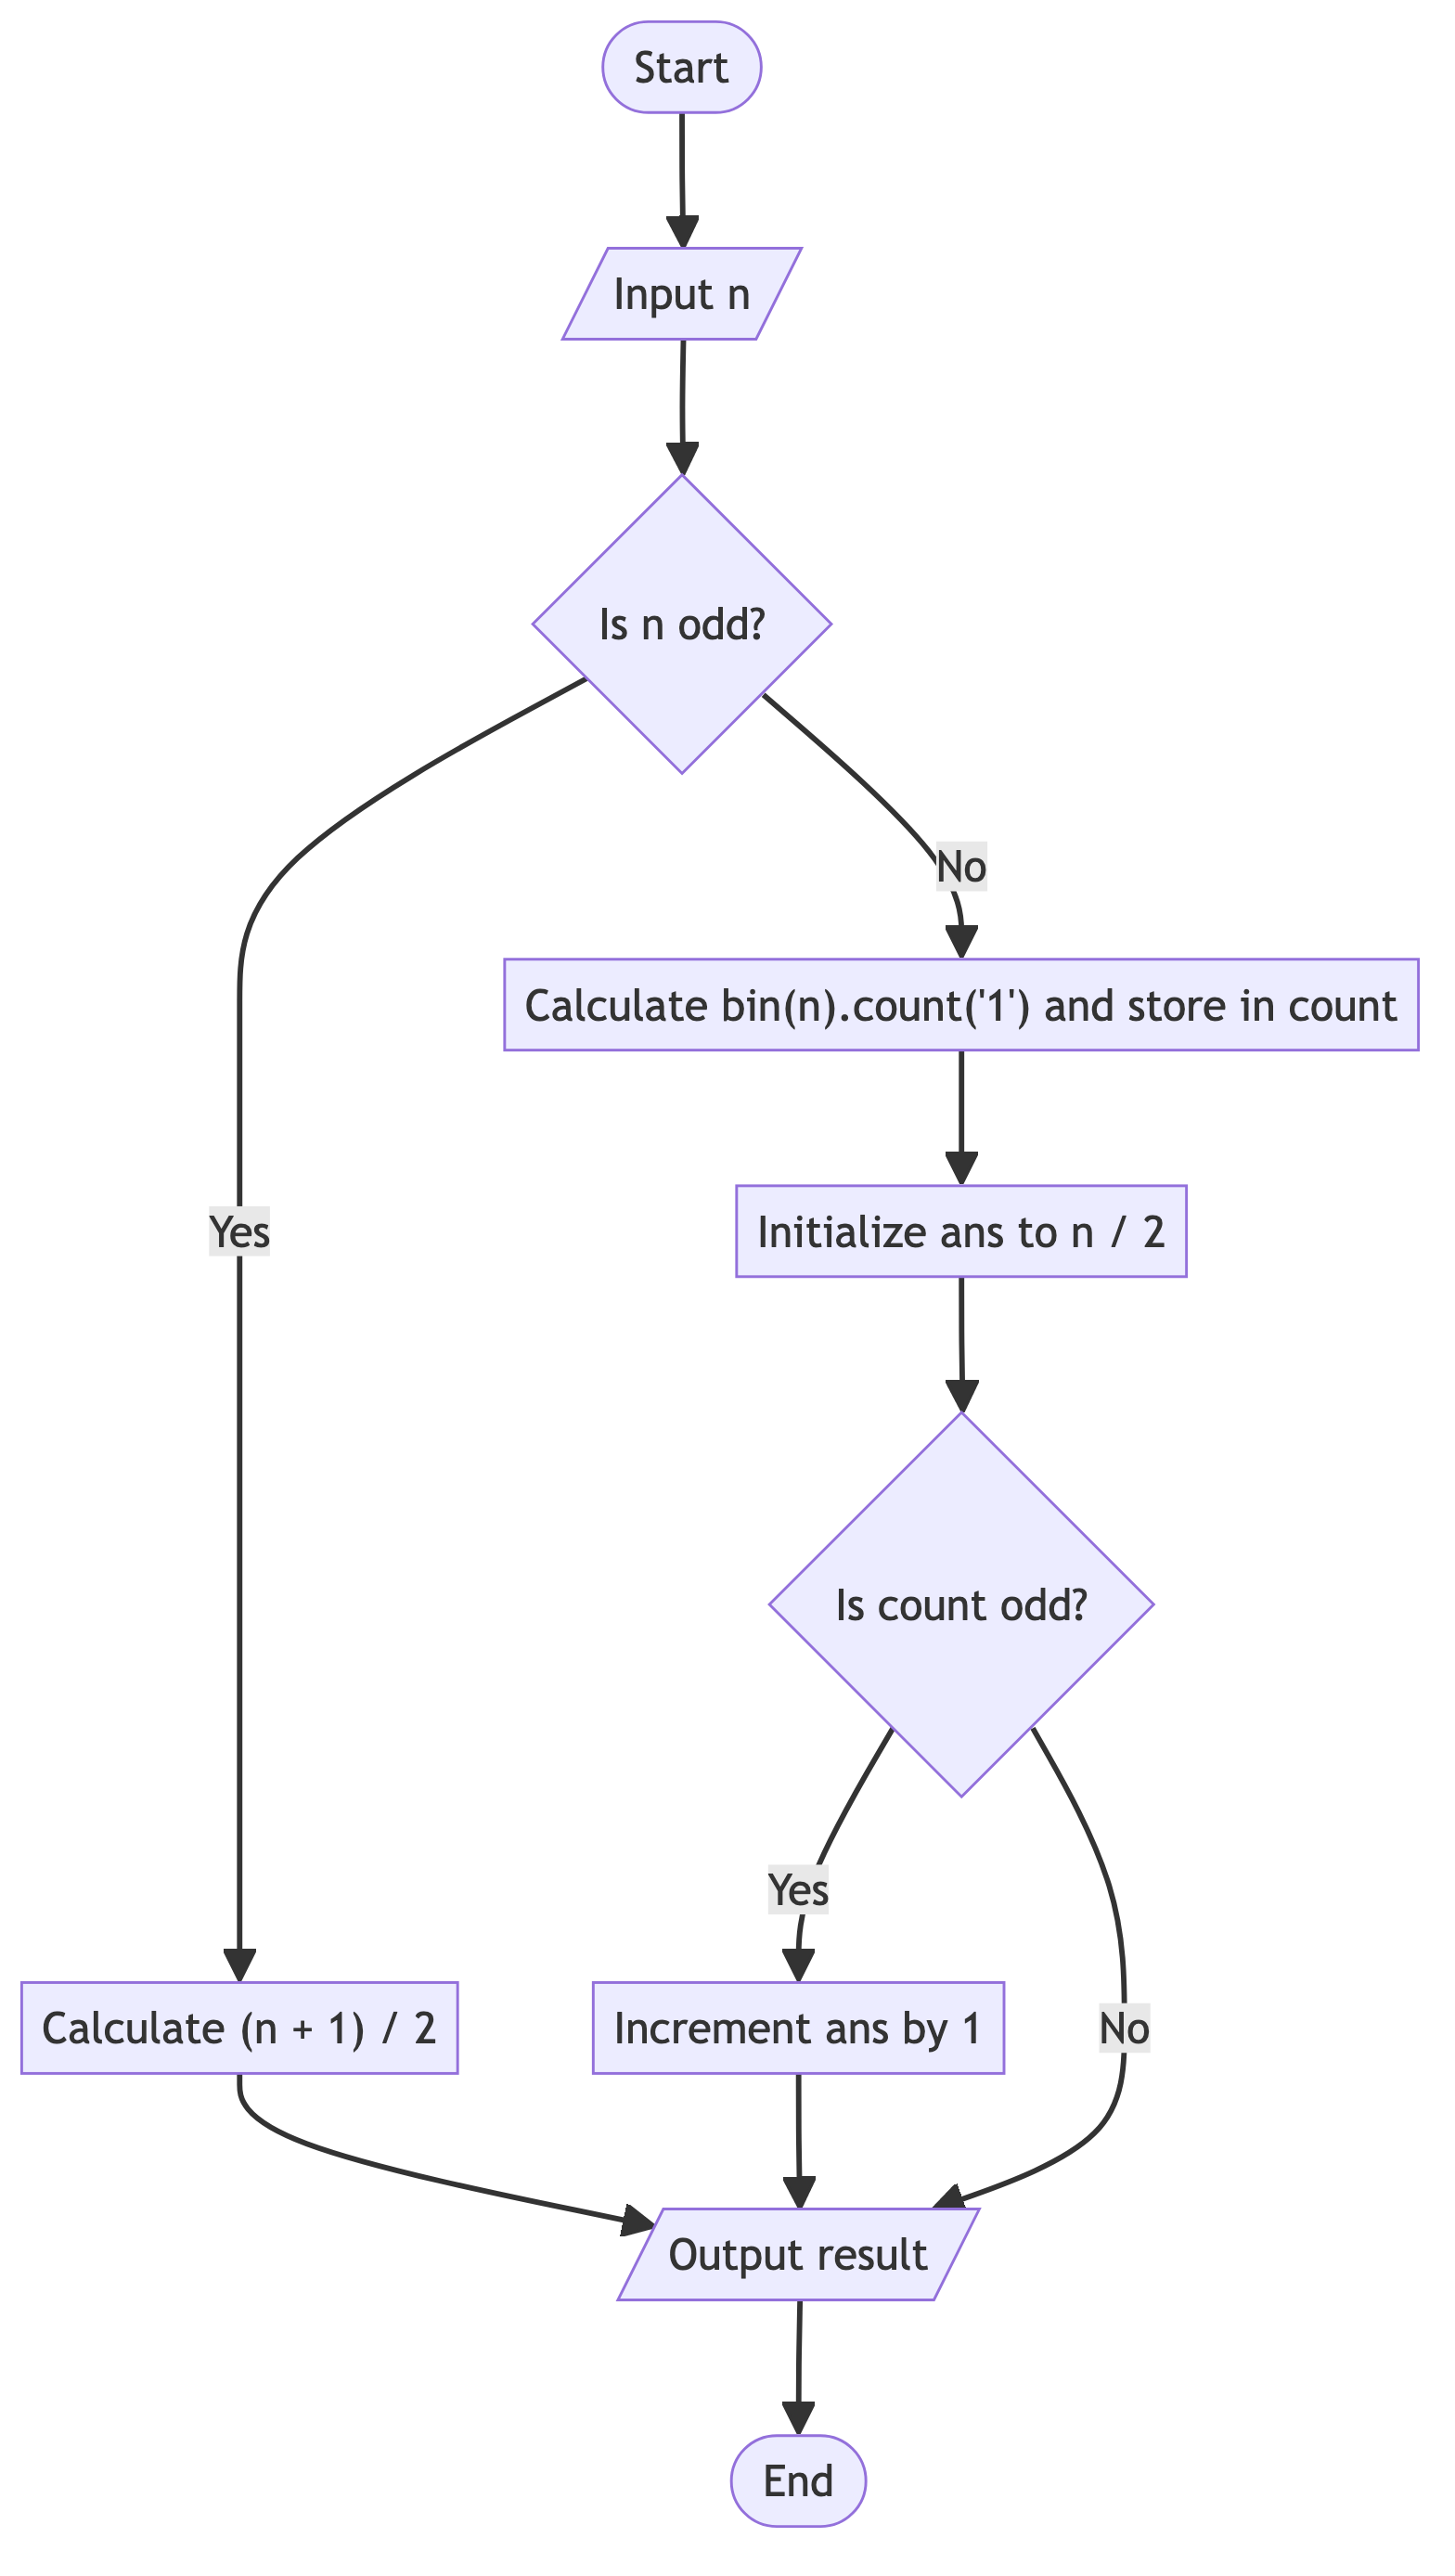 Start
Input n
Is n odd?
No
Calculate bin(n).count('1') and store in count
Yes
Initialize ans to n / 2
Is count odd?
Yes
Calculate (n + 1) / 2
Increment ans by 1
No
Output result
End